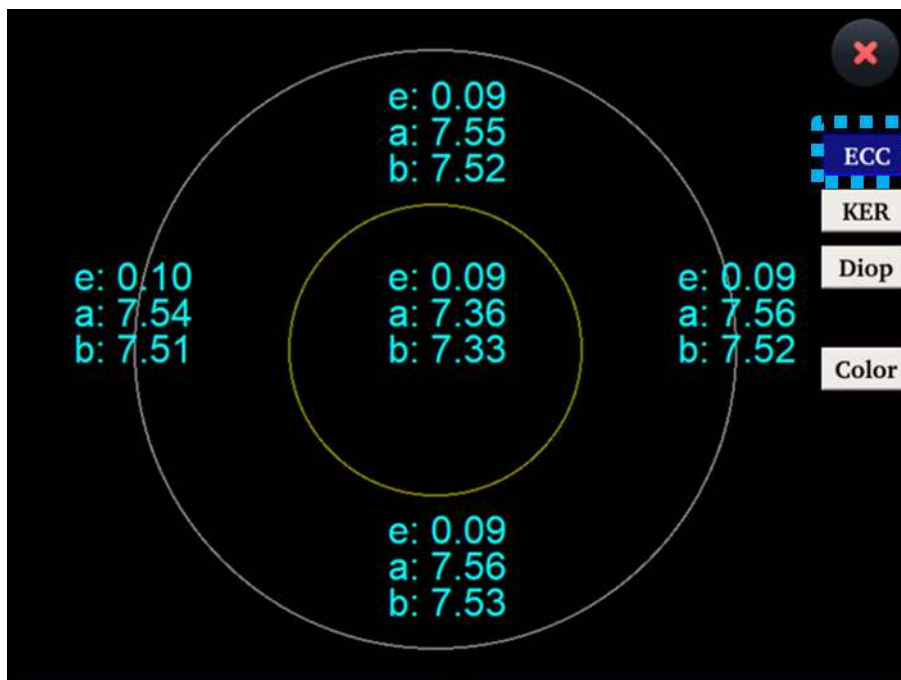 e: 0.09
a: 7.55
b: 7.52
e: 0.10
a: 7.54
b: 7.51
e: 0.09
a: 7.36
b: 7.33
e: 0.09
a: 7.56
b: 7.52
e: 0.09
a: 7.56
b: 7.53
ECC
KER
Diop
Color